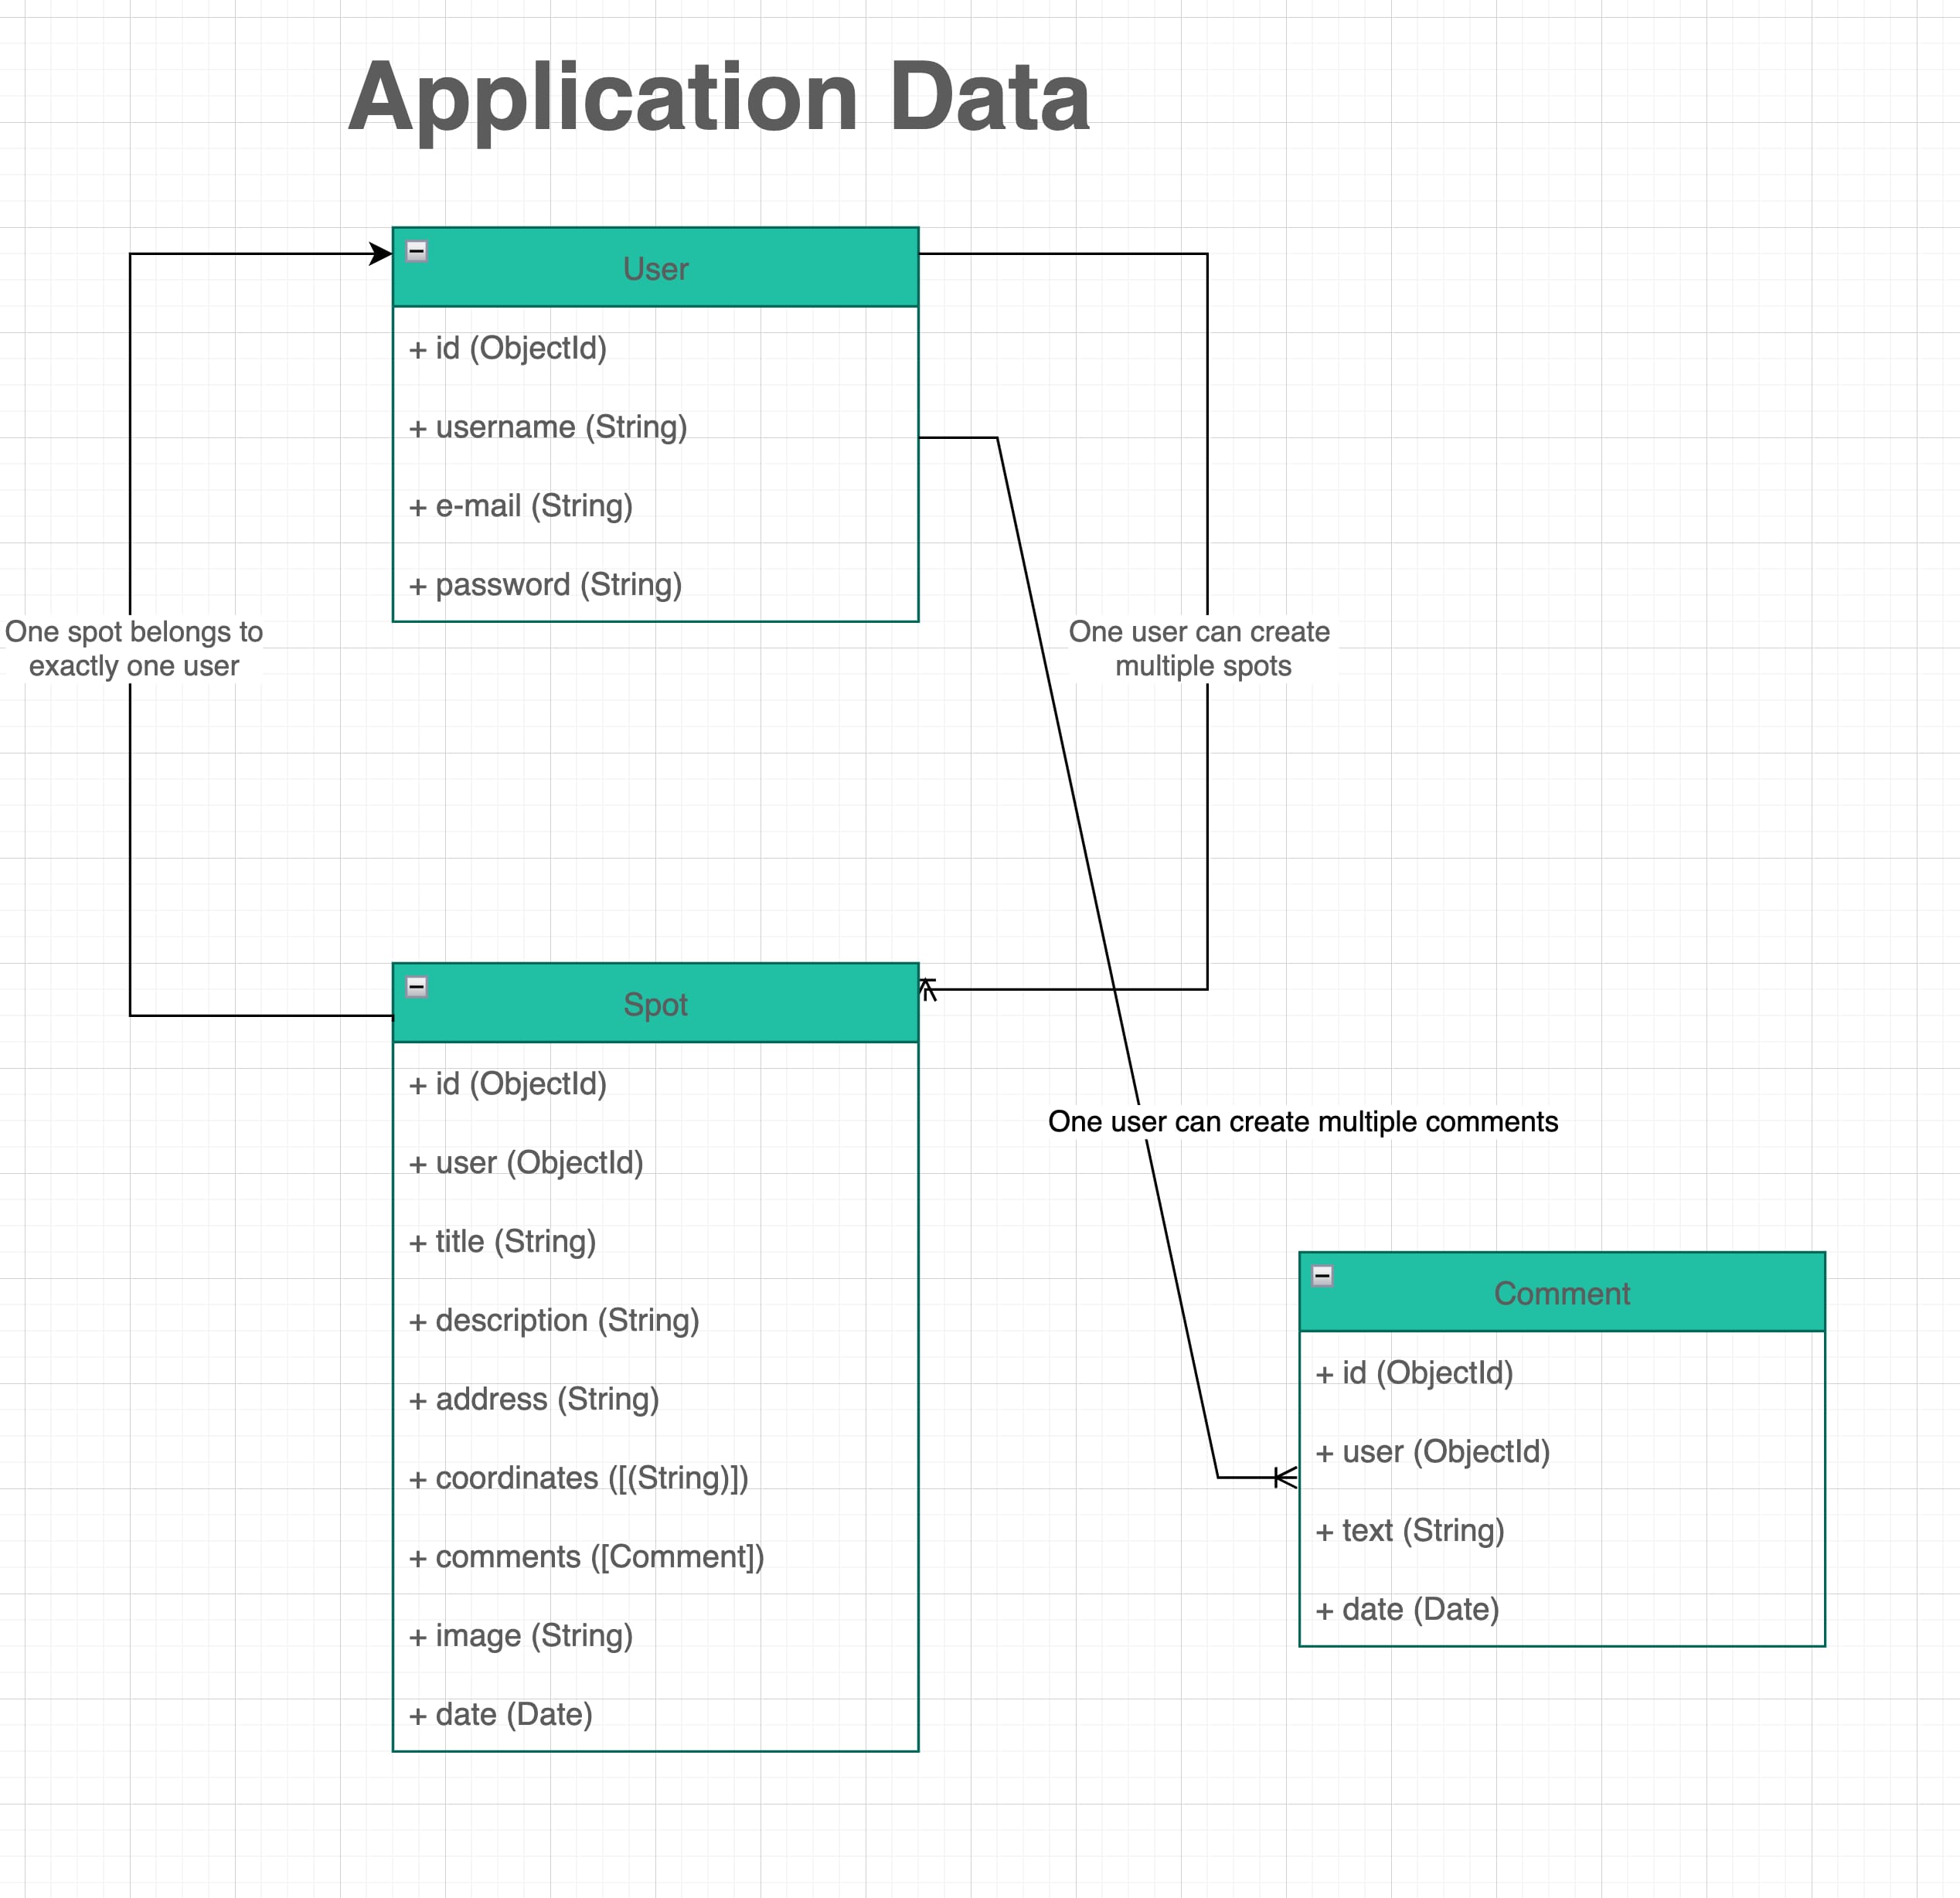 Application Data
User
+ id (ObjectId)
+ username (String)
+ e-mail (String)
+ password (String)
One spot belongs to
exactly one user
One user can create
multiple spots
Spot
+ id (ObjectId)
+ user (ObjectId)
+ title (String)
+ description (String)
+ address (String)
+ coordinates ([(String)])
+ comments ([Comment])
+ image (String)
+ date (Date)
One user can create multiple comments
Comment
+ id (ObjectId)
+ user (ObjectId)
+ text (String)
+ date (Date)